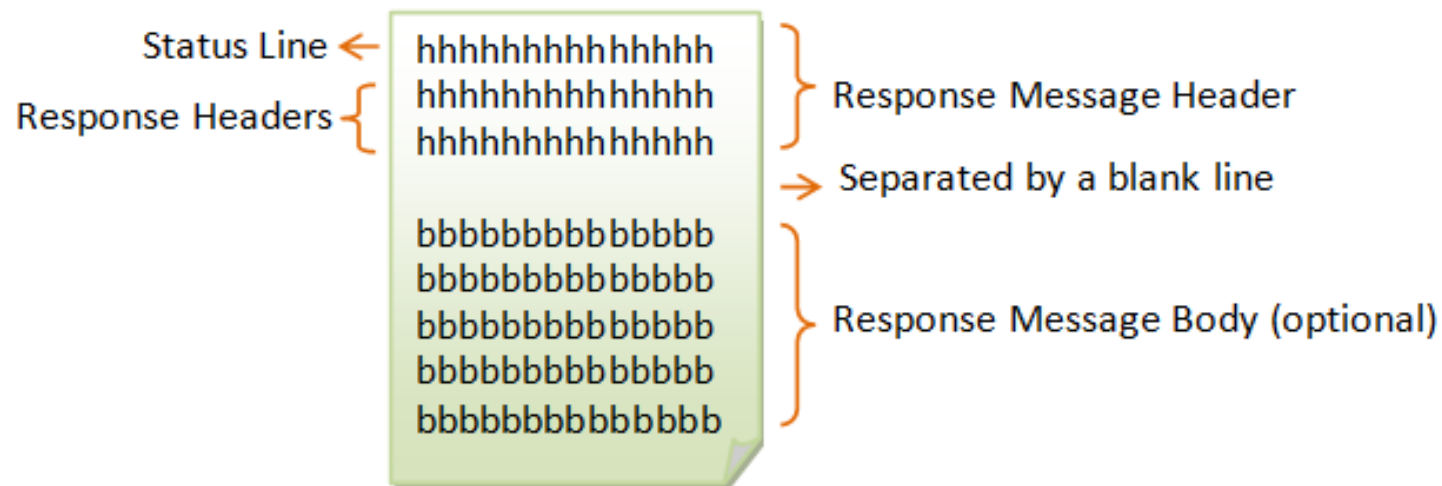 Status Line
Response Headers
hhhhhhhhhhhhhh
hhhhhhhhhhhhhh
hhhhhhhhhhhhhh
bbbbbbbbbbbbbb
bbbbbbbbbbbbbb
bbbbbbbbbbbbbb
bbbbbbbbbbbbbb
bbbbbbbbbbbbbb
Response Message Header
Separated by a blank line
Response Message Body (optional)